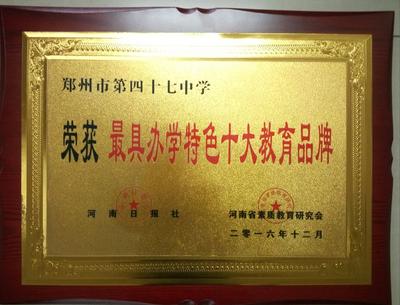 郑州市第四十七中学
荣获 最具办学特色十大教育品牌
河南日报社 河南省素质教育研究会
二零一六年十二月